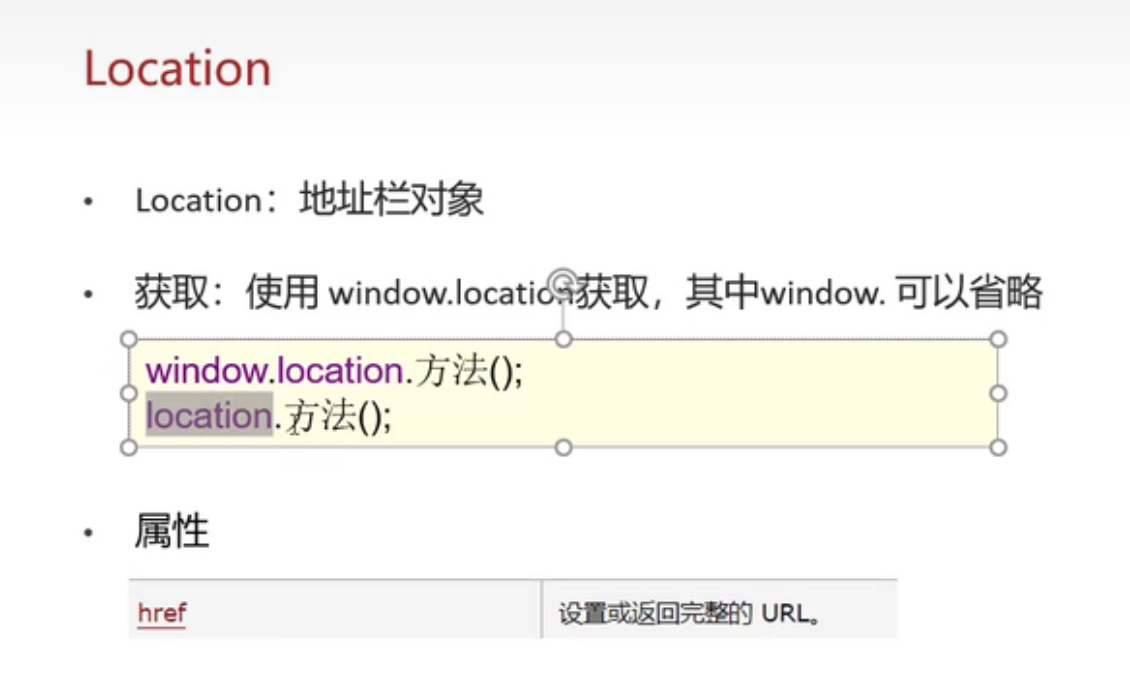 Location
• Location：地址栏对象
• 获取：使用 window.location获取，其中window. 可以省略
window.location.方法();
location.方法();
• 属性
href 设置或返回完整的 URL。